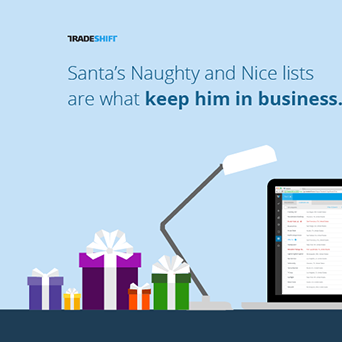 TRADESHIFT
Santa's Naughty and Nice lists
are what keep him in business.